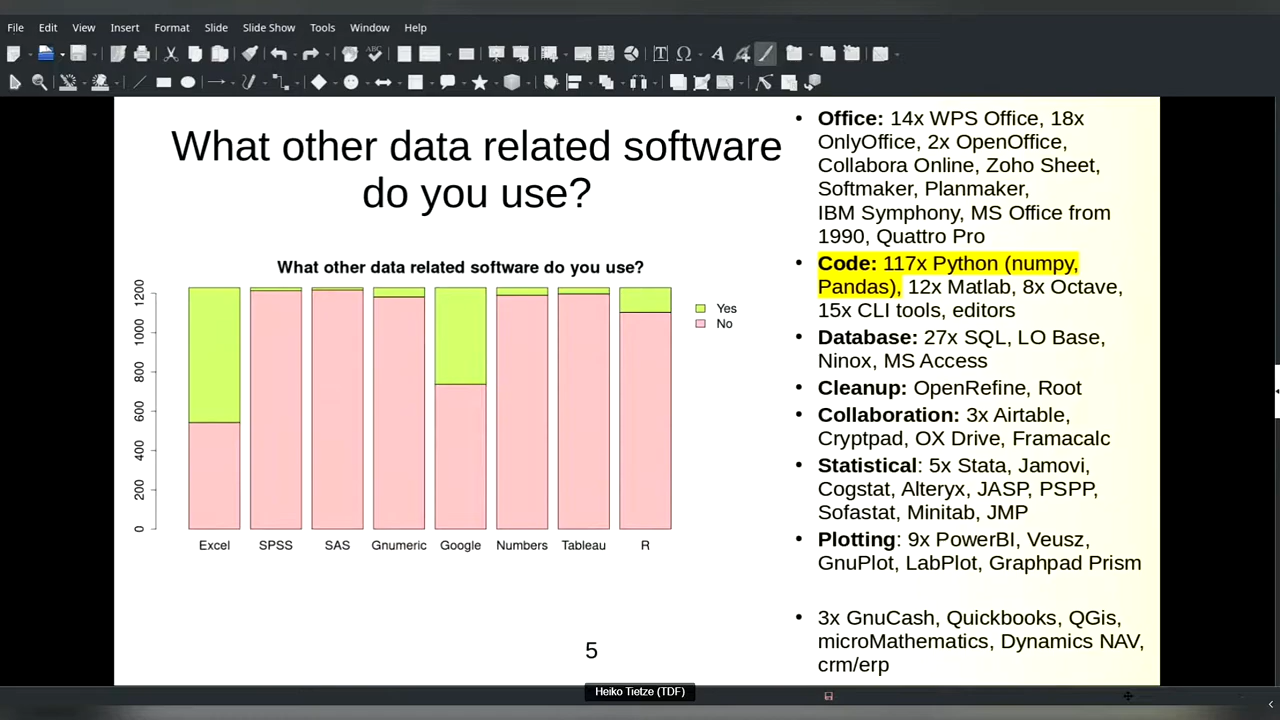 File Edit View Insert Format Slide Slide Show Tools Window Help
What other data related software
do you use?
What other data related software do you use?
1200
1000
800
600
400
200
0
Yes
No
Excel SPSS SAS Gnumeric Google Numbers Tableau R
• Office: 14x WPS Office, 18x
OnlyOffice, 2x OpenOffice,
Collabora Online, Zoho Sheet,
Softmaker, Planmaker,
IBM Symphony, MS Office from
1990, Quattro Pro
• Code: 117x Python (numpy,
Pandas), 12x Matlab, 8x Octave,
15x CLI tools, editors
• Database: 27x SQL, LO Base,
Ninox, MS Access
• Cleanup: OpenRefine, Root
• Collaboration: 3x Airtable,
Cryptpad, OX Drive, Framacalc
• Statistical: 5x Stata, Jamovi,
Cogstat, Alteryx, JASP, PSPP,
Sofastat, Minitab, JMP
• Plotting: 9x PowerBI, Veusz,
GnuPlot, LabPlot, Graphpad Prism
• 3x GnuCash, Quickbooks, QGis,
microMathematics, Dynamics NAV,
crm/erp
5
Heiko Tietze (TDF)